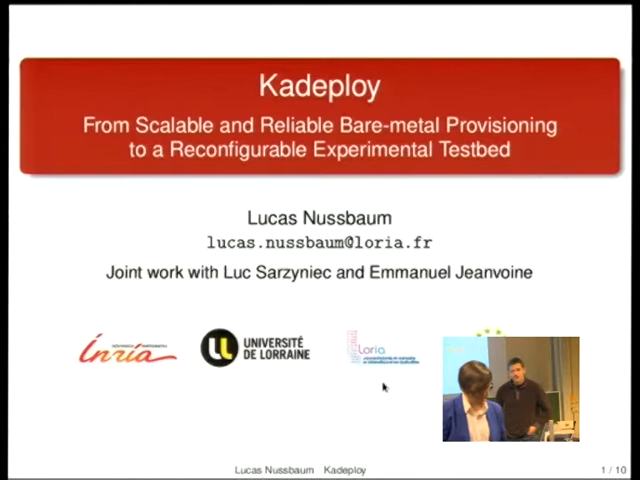 Kadeploy
From Scalable and Reliable Bare-metal Provisioning
to a Reconfigurable Experimental Testbed
Lucas Nussbaum
lucas.nussbaum@loria.fr
Joint work with Luc Sarzyniec and Emmanuel Jeanvoine
Inria
UNIVERSITÉ
DE LORRAINE
Loria
Lucas Nussbaum Kadeploy
1 / 10